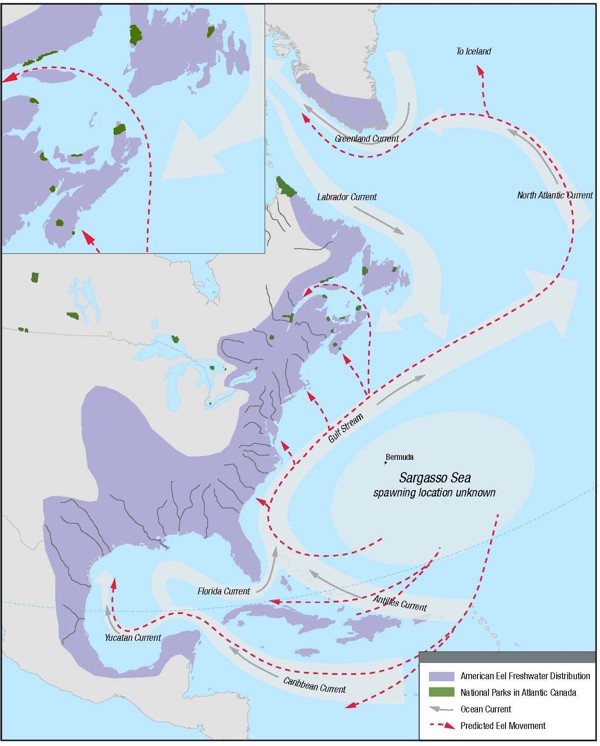 To Iceland
Greenland Current
North Atlantic Current
Labrador Current
Gulf Stream
Bermuda
Sargasso Sea
spawning location unknown
Florida Current
Antilles Current
Yucatan Current
Caribbean Current
American Eel Freshwater Distribution
National Parks in Atlantic Canada
Ocean Current
Predicted Eel Movement